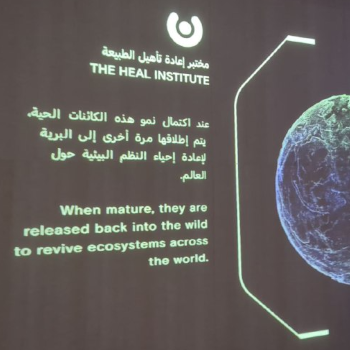 مختبر إعادة تأهيل الطبيعة
THE HEAL INSTITUTE
عند اكتمال نمو هذه الكائنات الحية،
يتم إطلاقها مرة أخرى إلى البرية
لإعادة إحياء النظم البيئية حول
العالم.
When mature, they are
released back into the wild
to revive ecosystems across
the world.